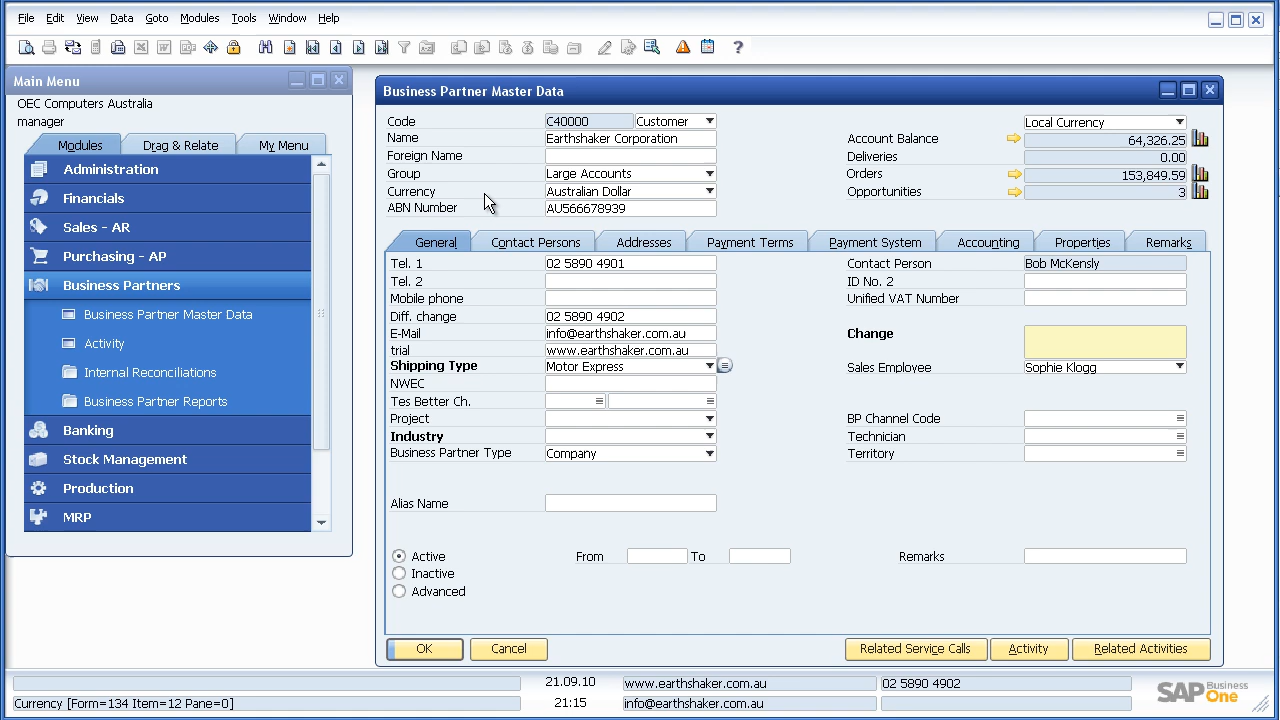 File Edit View Data Goto Modules Tools Window Help
Main Menu
OEC Computers Australia
manager
Modules Drag & Relate My Menu
Administration
Financials
Sales - AR
Purchasing - AP
Business Partners
Business Partner Master Data
Activity
Internal Reconciliations
Business Partner Reports
Banking
Stock Management
Production
MRP
Business Partner Master Data
Code C40000 Customer Local Currency
Name Earthshaker Corporation Account Balance 64,326.25
Foreign Name Deliveries 0.00
Group Large Accounts Orders 153,849.59
Currency Australian Dollar Opportunities 3
ABN Number AU566678939
General Contact Persons Addresses Payment Terms Payment System Accounting Properties Remarks
Tel. 1 02 5890 4901 Contact Person Bob McKensly
Tel. 2 ID No. 2
Mobile phone Unified VAT Number
Diff. change 02 5890 4902
E-Mail info@earthshaker.com.au Change
trial www.earthshaker.com.au
Shipping Type Motor Express Sales Employee Sophie Klogg
NWEC
Tes Better Ch.
Project BP Channel Code
Industry Technician
Business Partner Type Company Territory
Alias Name
Active From To Remarks
Inactive
Advanced
OK Cancel Related Service Calls Activity Related Activities
21.09.10 www.earthshaker.com.au 02 5890 4902
Currency [Form=134 Item=12 Pane=0] 21:15 info@earthshaker.com.au
SAP Business One